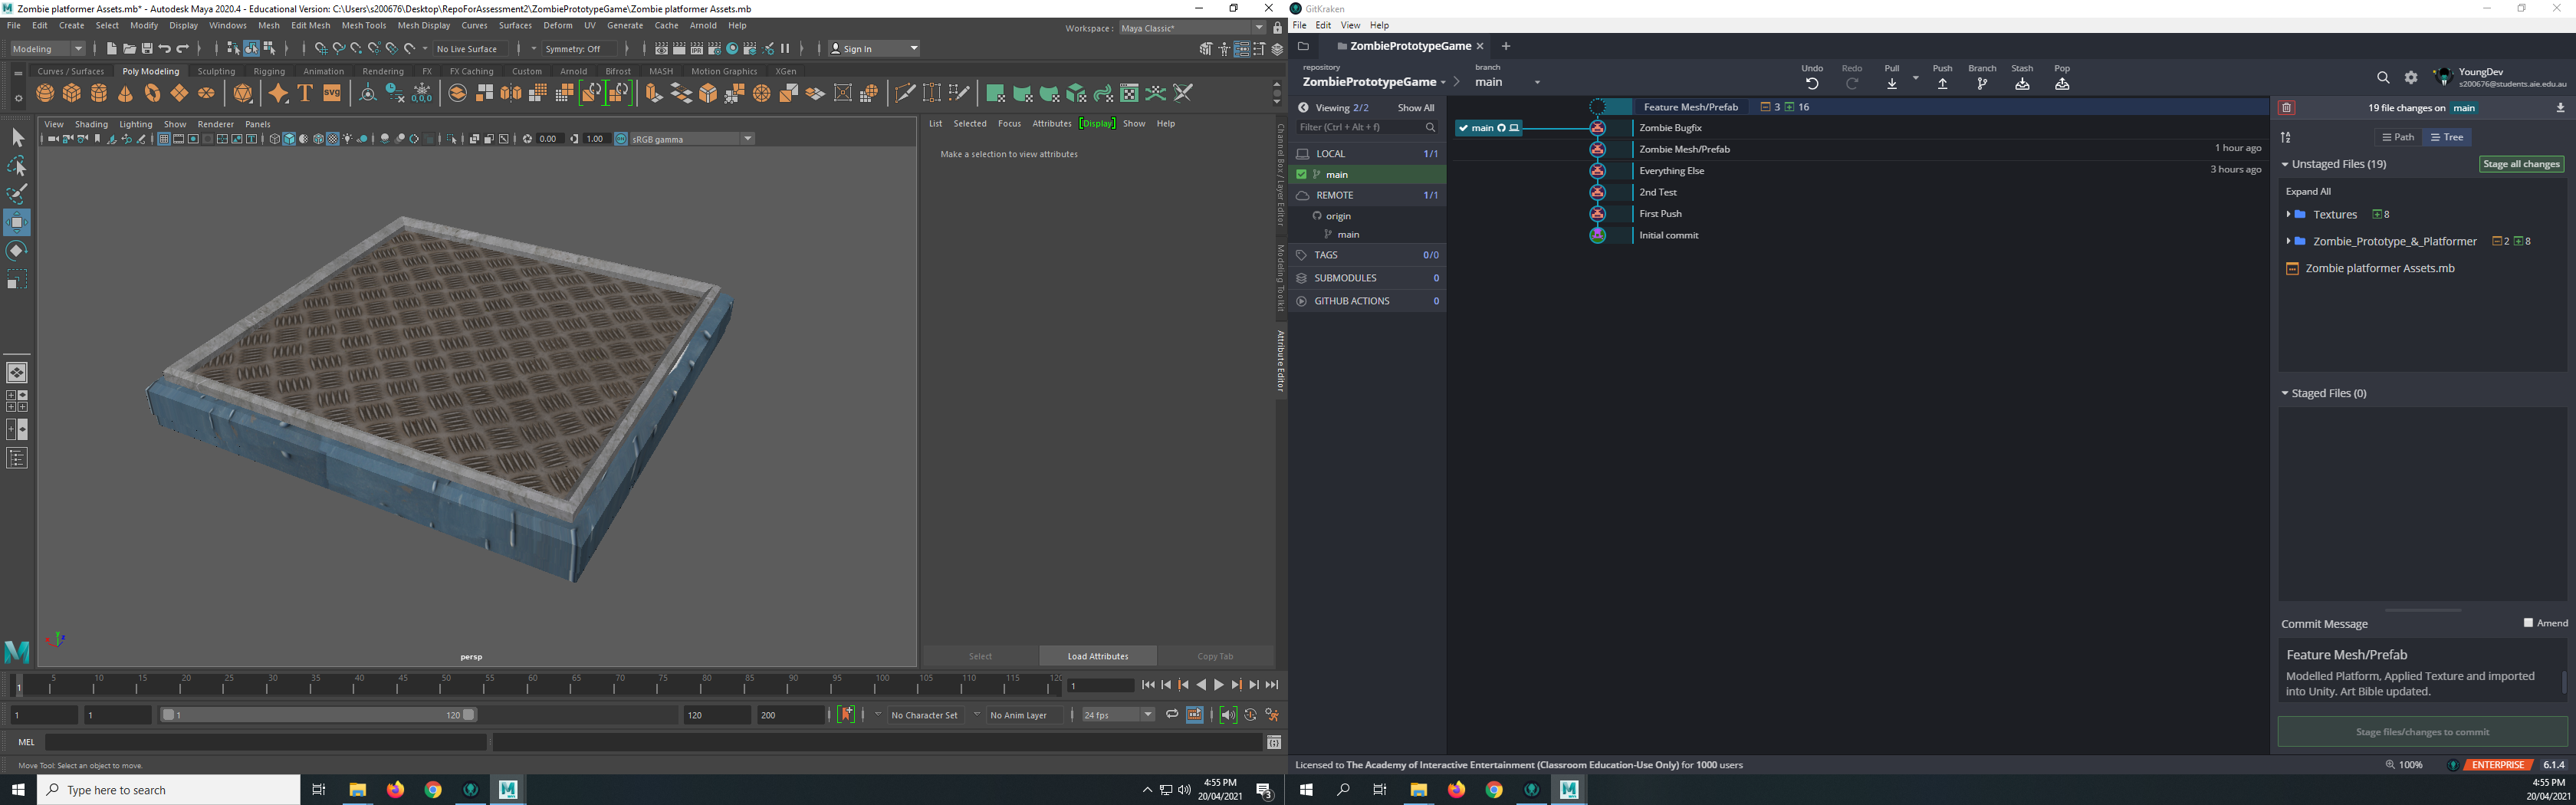 Zombie platformer Assets.mb* - Autodesk Maya 2020.4 - Educational Version: C:\Users\s200676\Desktop\RepoForAssessment2\ZombiePrototypeGame\Zombie platformer Assets.mb
File Edit Create Select Modify Display Windows Mesh Edit Mesh Mesh Tools Mesh Display Curves Surfaces Deform UV Generate Cache Arnold Help
Workspace : Maya Classic*
Modeling
No Live Surface
Symmetry: Off
Sign In
Curves / Surfaces Poly Modeling Sculpting Rigging Animation Rendering FX FX Caching Custom Arnold Bifrost MASH Motion Graphics XGen
T SVG 0,0,0
View Shading Lighting Show Renderer Panels
0.00 1.00 sRGB gamma
persp
List Selected Focus Attributes [Display] Show Help
Make a selection to view attributes
Channel Box / Layer Editor
Modeling Toolkit
Attribute Editor
Select Load Attributes Copy Tab
1 5 10 15 20 25 30 35 40 45 50 55 60 65 70 75 80 85 90 95 100 105 110 115 120
1
1 1 1 120 120 200
No Character Set No Anim Layer 24 fps
MEL
Move Tool: Select an object to move.
Type here to search
4:55 PM
20/04/2021
3
GitKraken
File Edit View Help
ZombiePrototypeGame
repository
ZombiePrototypeGame
branch
main
Undo Redo Pull Push Branch Stash Pop
YoungDev
s200676@students.aie.edu.au
Viewing 2/2 Show All
Filter (Ctrl + Alt + f)
LOCAL 1/1
main
REMOTE 1/1
origin
main
TAGS 0/0
SUBMODULES 0
GITHUB ACTIONS 0
Feature Mesh/Prefab 3 16
main Zombie Bugfix
Zombie Mesh/Prefab 1 hour ago
Everything Else 3 hours ago
2nd Test
First Push
Initial commit
19 file changes on main
Path Tree
Unstaged Files (19) Stage all changes
Expand All
Textures 8
Zombie_Prototype_&_Platformer 2 8
Zombie platformer Assets.mb
Staged Files (0)
Commit Message Amend
Feature Mesh/Prefab
Modelled Platform, Applied Texture and imported
into Unity. Art Bible updated.
Stage files/changes to commit
Licensed to The Academy of Interactive Entertainment (Classroom Education-Use Only) for 1000 users
100% ENTERPRISE 6.1.4
4:55 PM
20/04/2021